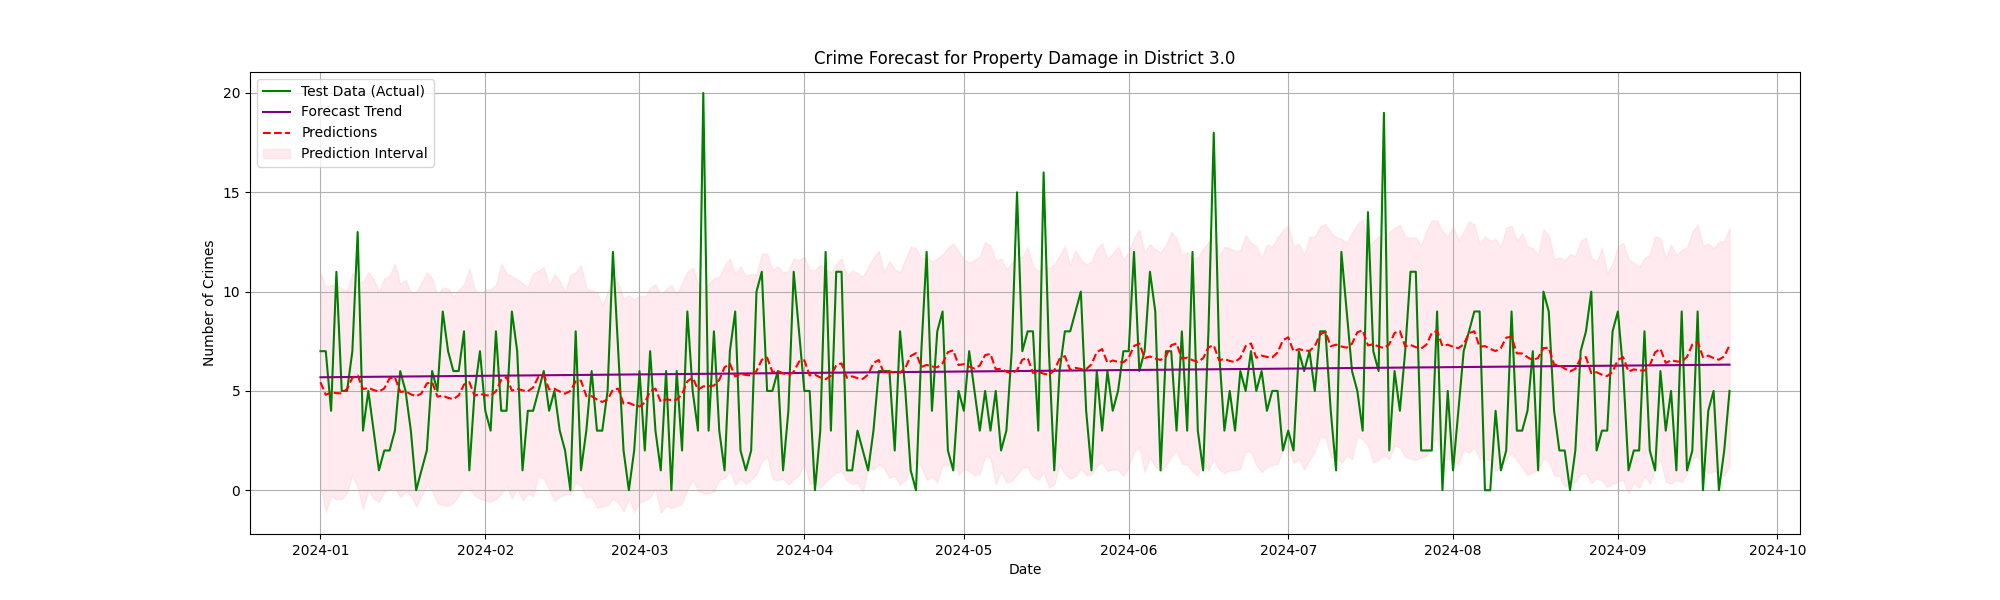 Crime Forecast for Property Damage in District 3.0
Test Data (Actual)
Forecast Trend
Predictions
Prediction Interval
Number of Crimes
20
15
10
5
0
2024-01 2024-02 2024-03 2024-04 2024-05 2024-06 2024-07 2024-08 2024-09 2024-10
Date